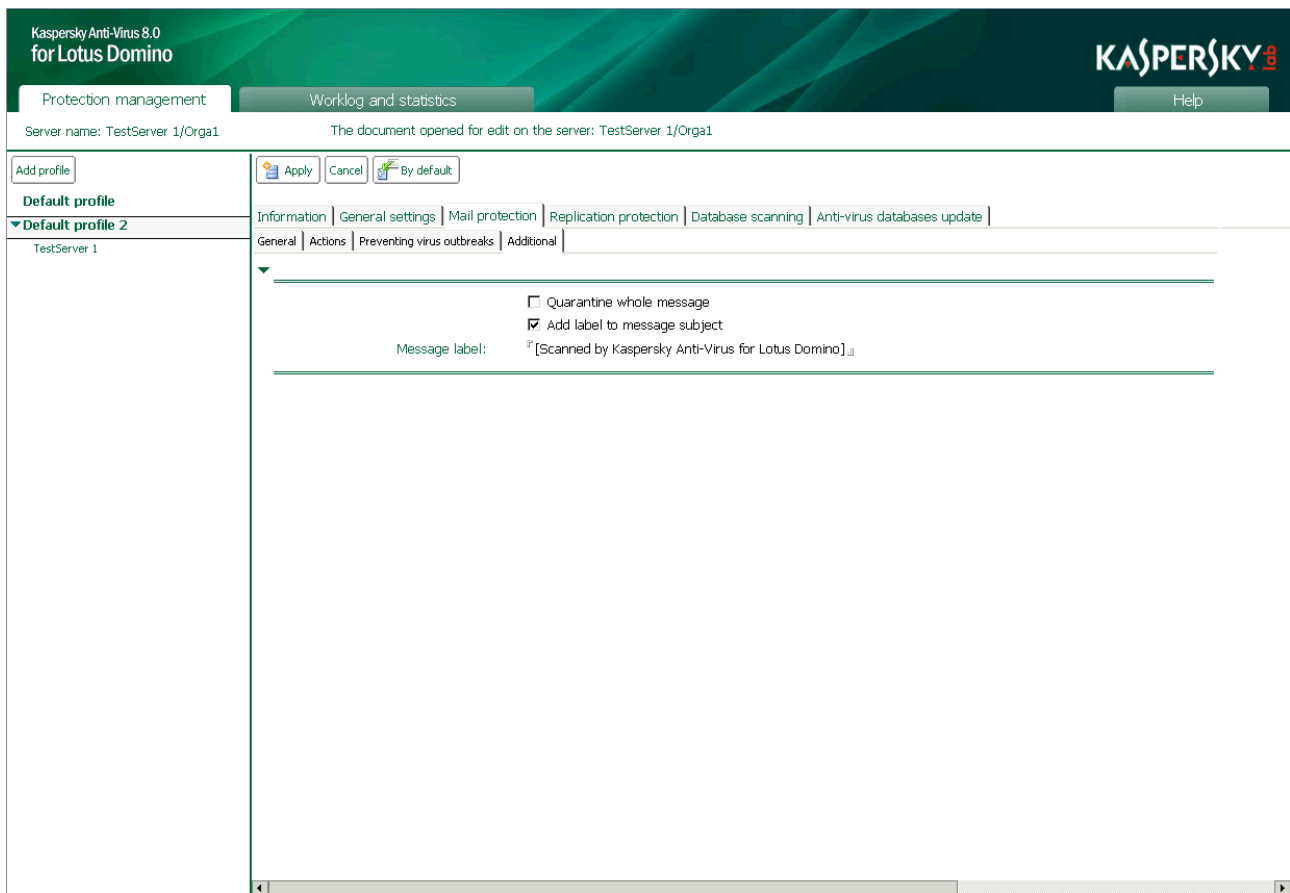 Kaspersky Anti-Virus 8.0
for Lotus Domino
KASPERSKY lab
Protection management
Worklog and statistics
Help
Server name: TestServer 1/Orga1
The document opened for edit on the server: TestServer 1/Orga1
Add profile
Apply
Cancel
By default
Default profile
Default profile 2
TestServer 1
Information
General settings
Mail protection
Replication protection
Database scanning
Anti-virus databases update
General
Actions
Preventing virus outbreaks
Additional
Quarantine whole message
Add label to message subject
Message label:
[Scanned by Kaspersky Anti-Virus for Lotus Domino]